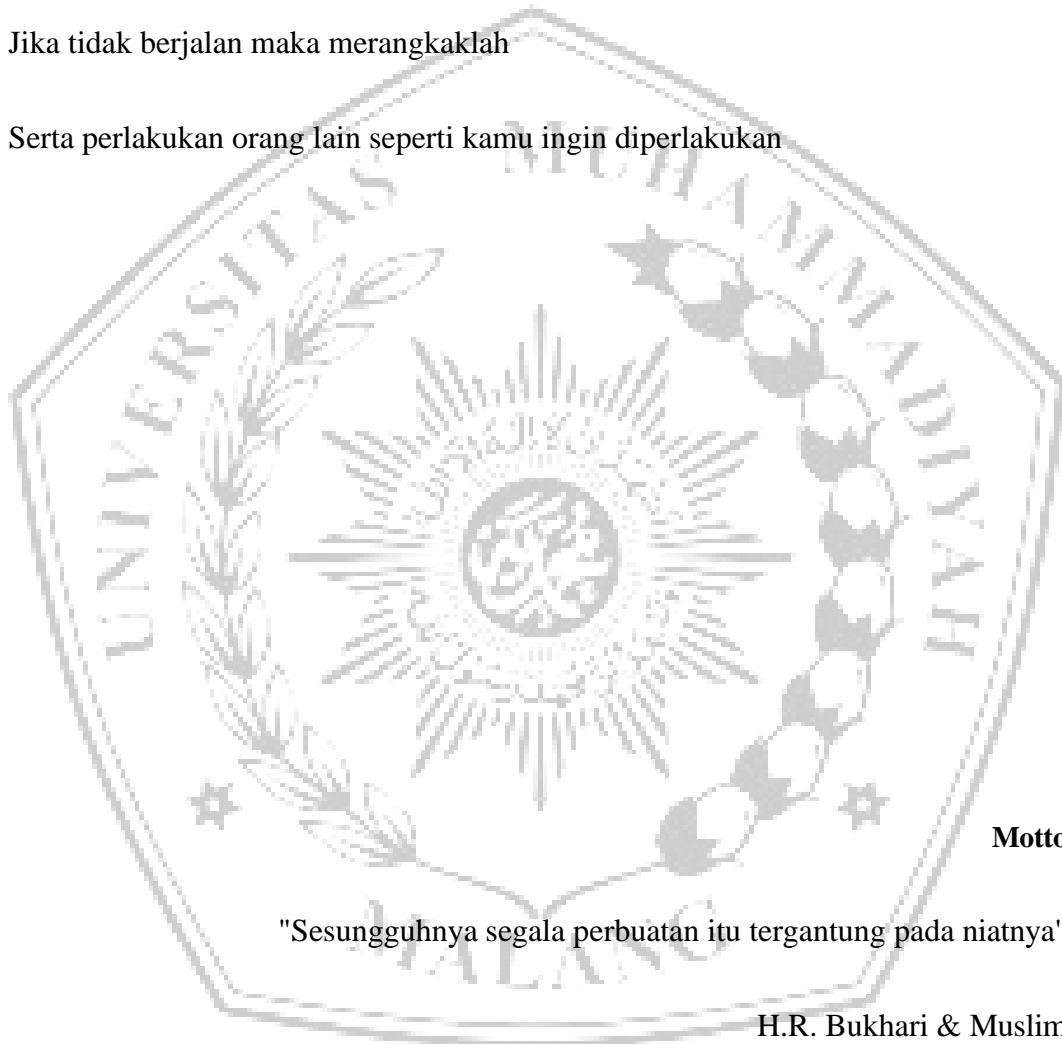 Jika tidak berjalan maka merangkaklah
Serta perlakukan orang lain seperti kamu ingin diperlakukan
UNIVERSITAS MUHAMMADIYAH
Motto
"Sesungguhnya segala perbuatan itu tergantung pada niatnya"
MALANG
H.R. Bukhari & Muslim